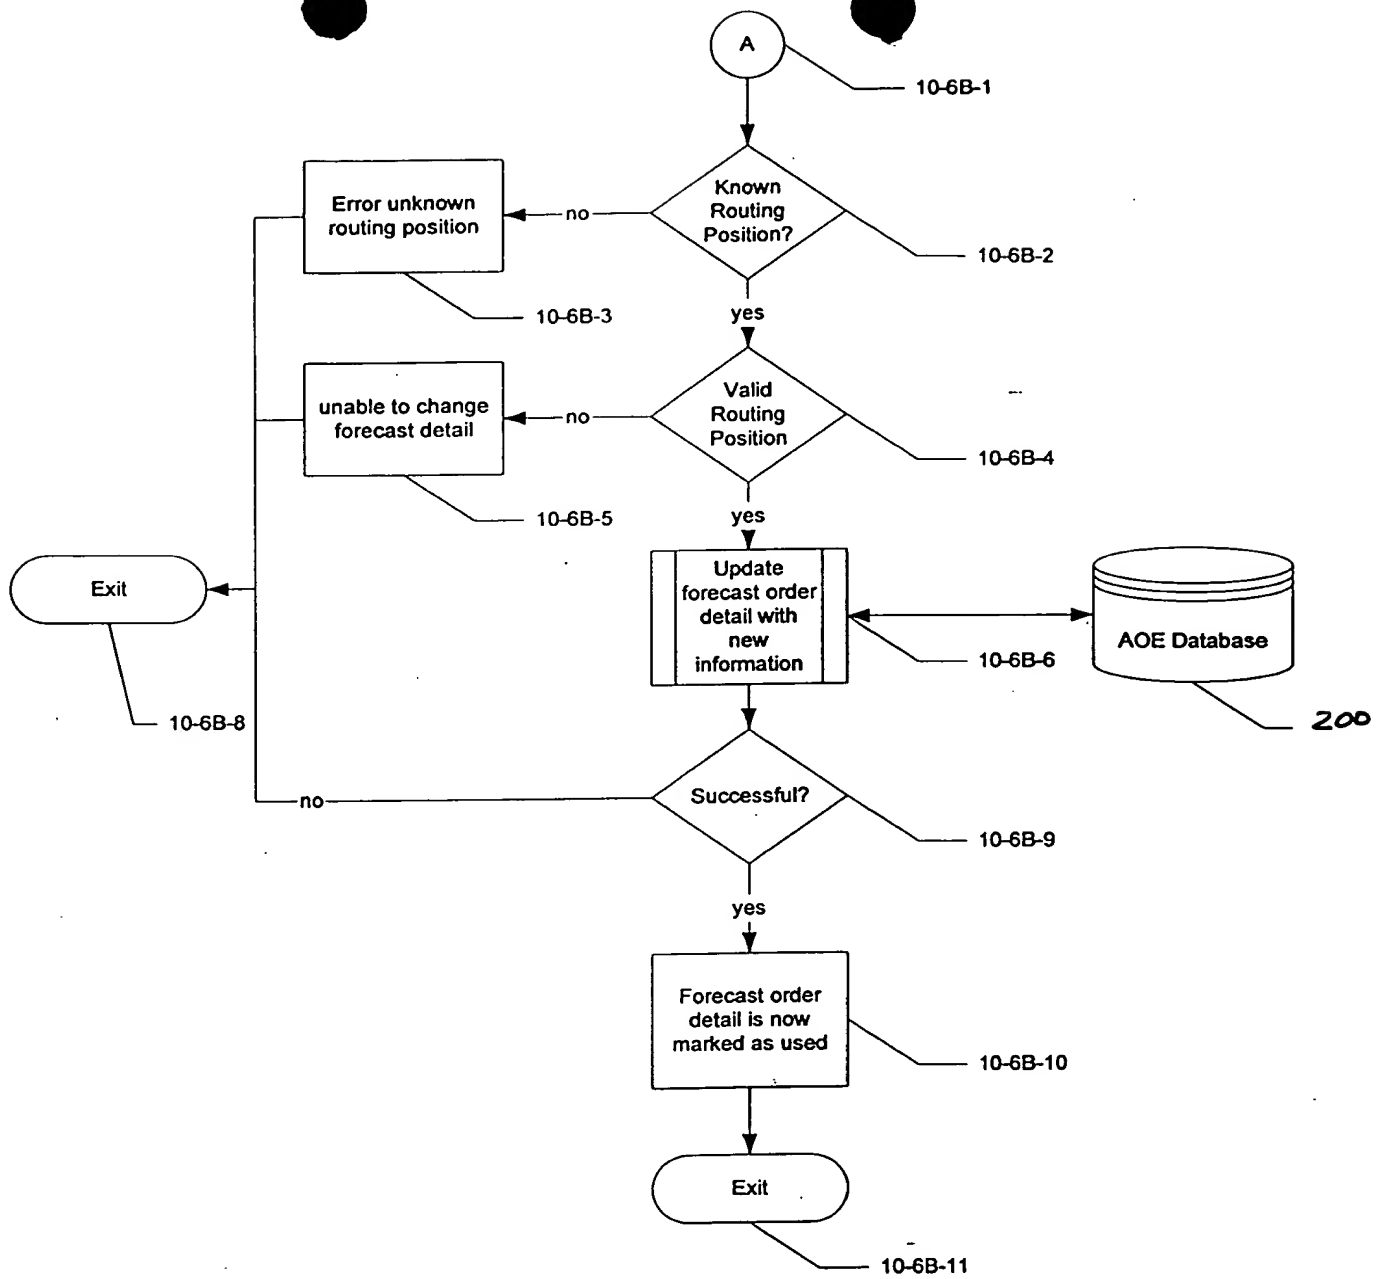 A
10-6B-1
Known
Routing
Position?
10-6B-2
no
Error unknown
routing position
10-6B-3
yes
Valid
Routing
Position
10-6B-4
no
unable to change
forecast detail
10-6B-5
yes
Update
forecast order
detail with
new
information
10-6B-6
AOE Database
200
Exit
10-6B-8
Successful?
10-6B-9
no
yes
Forecast order
detail is now
marked as used
10-6B-10
Exit
10-6B-11